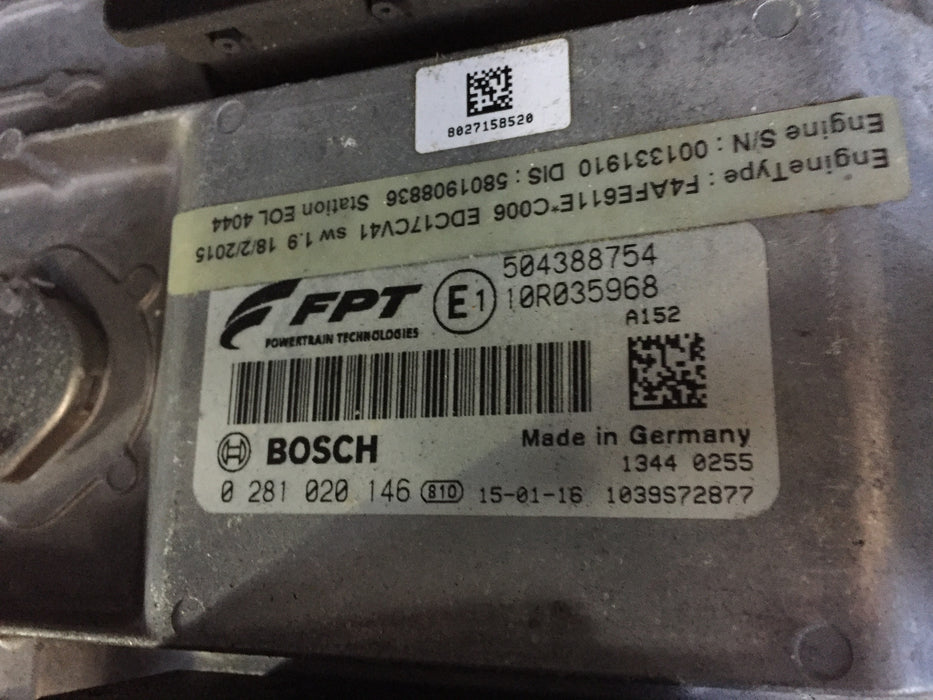 8027158520
EngineType : F4AFE611E*C006 EDC17CV41 sw 1.9 18/2/2015
Engine S/N : 001331910 DIS : 5801908836 Station EOL 4044
504388754
FPT E1 10R035968
POWERTRAIN TECHNOLOGIES A152
BOSCH Made in Germany
1344 0255
0 281 020 146 810 15-01-16 1039S72877